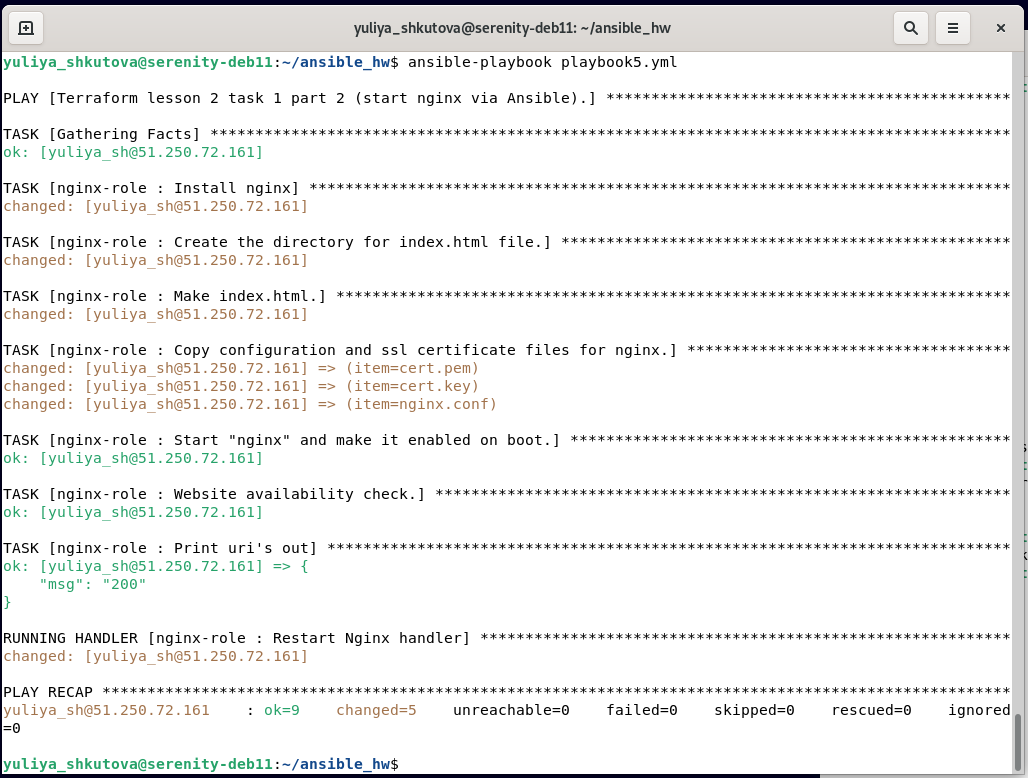 yuliya_shkutova@serenity-deb11: ~/ansible_hw
yuliya_shkutova@serenity-deb11:~/ansible_hw$ ansible-playbook playbook5.yml
PLAY [Terraform lesson 2 task 1 part 2 (start nginx via Ansible).] *********************************************
TASK [Gathering Facts] *****************************************************************************************
ok: [yuliya_sh@51.250.72.161]
TASK [nginx-role : Install nginx] ******************************************************************************
changed: [yuliya_sh@51.250.72.161]
TASK [nginx-role : Create the directory for index.html file.] **************************************************
changed: [yuliya_sh@51.250.72.161]
TASK [nginx-role : Make index.html.] ***************************************************************************
changed: [yuliya_sh@51.250.72.161]
TASK [nginx-role : Copy configuration and ssl certificate files for nginx.] ************************************
changed: [yuliya_sh@51.250.72.161] => (item=cert.pem)
changed: [yuliya_sh@51.250.72.161] => (item=cert.key)
changed: [yuliya_sh@51.250.72.161] => (item=nginx.conf)
TASK [nginx-role : Start "nginx" and make it enabled on boot.] *************************************************
ok: [yuliya_sh@51.250.72.161]
TASK [nginx-role : Website availability check.] ****************************************************************
ok: [yuliya_sh@51.250.72.161]
TASK [nginx-role : Print uri's out] ****************************************************************************
ok: [yuliya_sh@51.250.72.161] => {
    "msg": "200"
}
RUNNING HANDLER [nginx-role : Restart Nginx handler] ***********************************************************
changed: [yuliya_sh@51.250.72.161]
PLAY RECAP *****************************************************************************************************
yuliya_sh@51.250.72.161    : ok=9    changed=5    unreachable=0    failed=0    skipped=0    rescued=0    ignored
=0
yuliya_shkutova@serenity-deb11:~/ansible_hw$